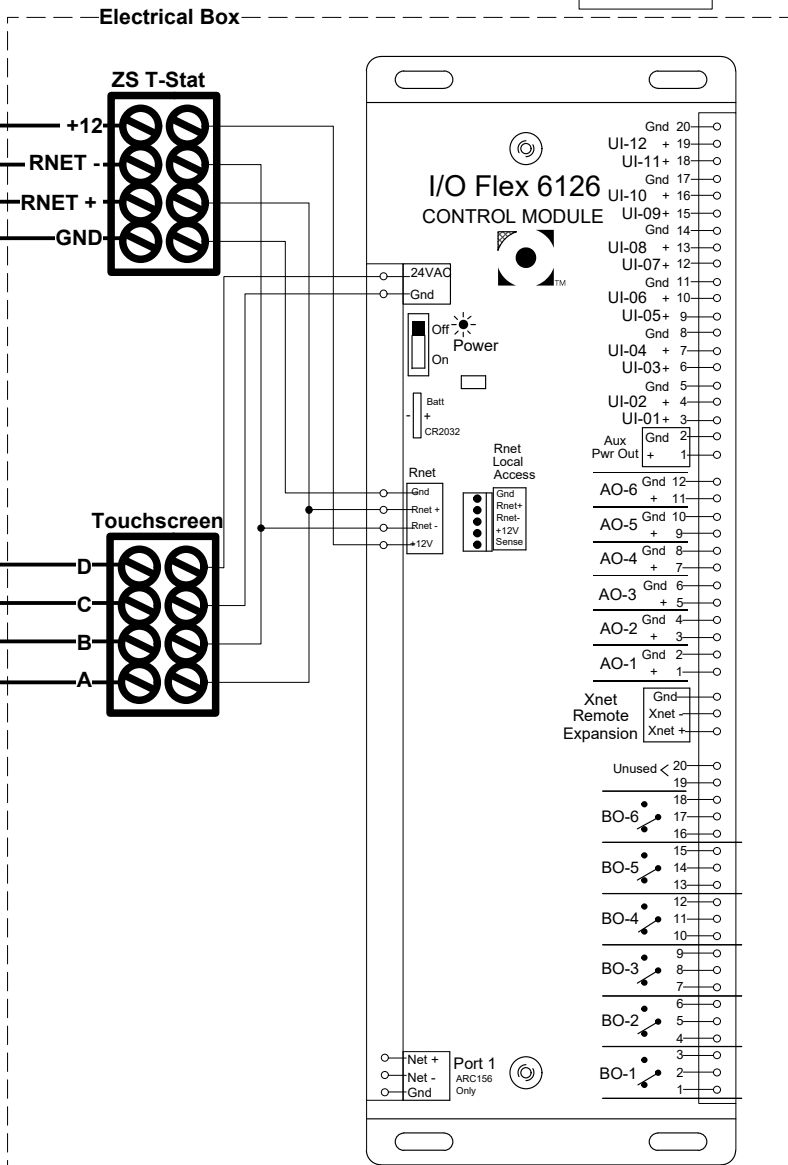 Electrical Box
ZS T-Stat
+12
RNET -
RNET +
GND
Touchscreen
D
C
B
A
I/O Flex 6126
CONTROL MODULE
TM
24VAC
Gnd
Off
On
Power
Batt
- +
CR2032
Rnet
Gnd
Rnet +
Rnet -
+12V
Rnet
Local
Access
Gnd
Rnet+
Rnet-
+12V
Sense
Net +
Net -
Gnd
Port 1
ARC156
Only
Gnd 20
UI-12 + 19
UI-11+ 18
Gnd 17
UI-10 + 16
UI-09+ 15
Gnd 14
UI-08 + 13
UI-07+ 12
Gnd 11
UI-06 + 10
UI-05+ 9
Gnd 8
UI-04 + 7
UI-03+ 6
Gnd 5
UI-02 + 4
UI-01+ 3
Aux
Pwr Out
Gnd 2
+ 1
AO-6 Gnd 12
+ 11
AO-5 Gnd 10
+ 9
AO-4 Gnd 8
+ 7
AO-3 Gnd 6
+ 5
AO-2 Gnd 4
+ 3
AO-1 Gnd 2
+ 1
Xnet
Remote
Expansion
Gnd
Xnet -
Xnet +
Unused < 20
19
18
BO-6 17
16
15
BO-5 14
13
12
BO-4 11
10
9
BO-3 8
7
6
BO-2 5
4
3
BO-1 2
1